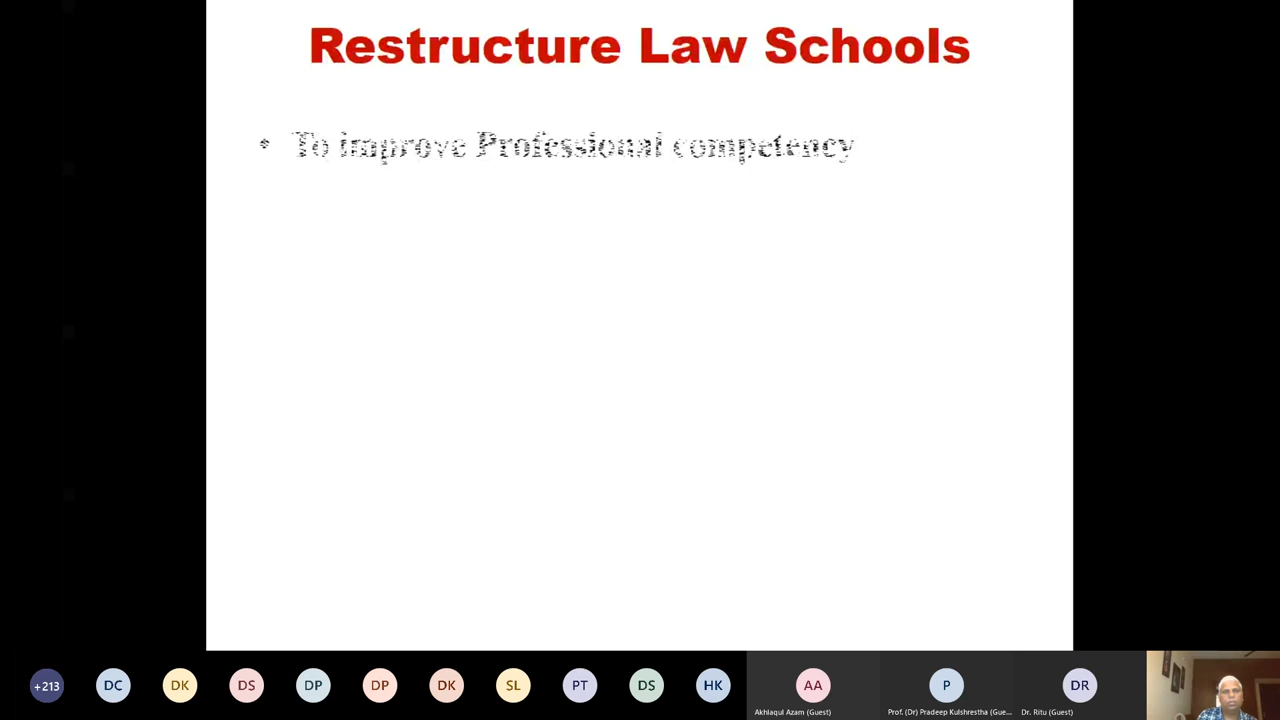 Restructure Law Schools
• To improve Professional competency
+213
DC
DK
DS
DP
DP
DK
SL
PT
DS
HK
AA
P
DR
Akhlaqul Azam (Guest)
Prof. (Dr) Pradeep Kulshrestha (Gue...
Dr. Ritu (Guest)